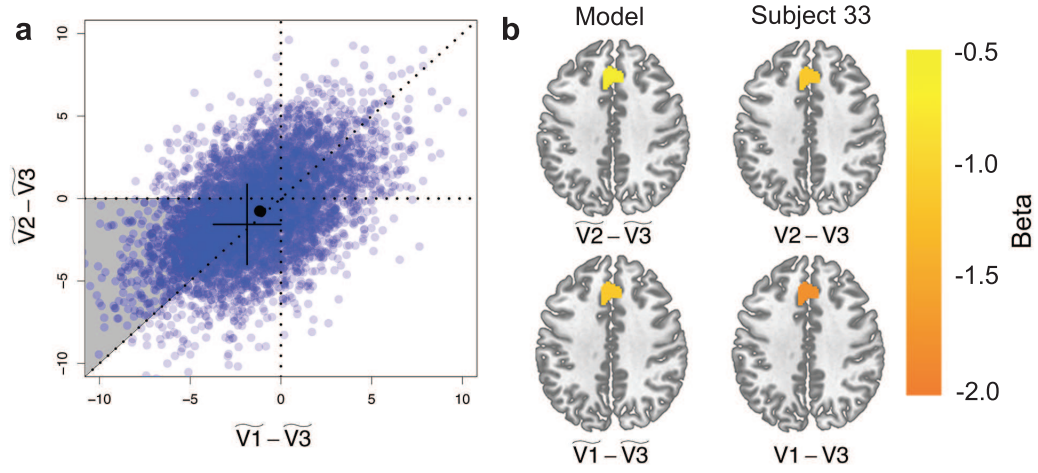 a
10
5
0
−5
−10
Ṽ2 – Ṽ3
−10 −5 0 5 10
Ṽ1 – Ṽ3
b
Model Subject 33
Ṽ2 – Ṽ3 V2 – V3
Ṽ1 – Ṽ3 V1 – V3
-0.5
-1.0
-1.5
-2.0
Beta